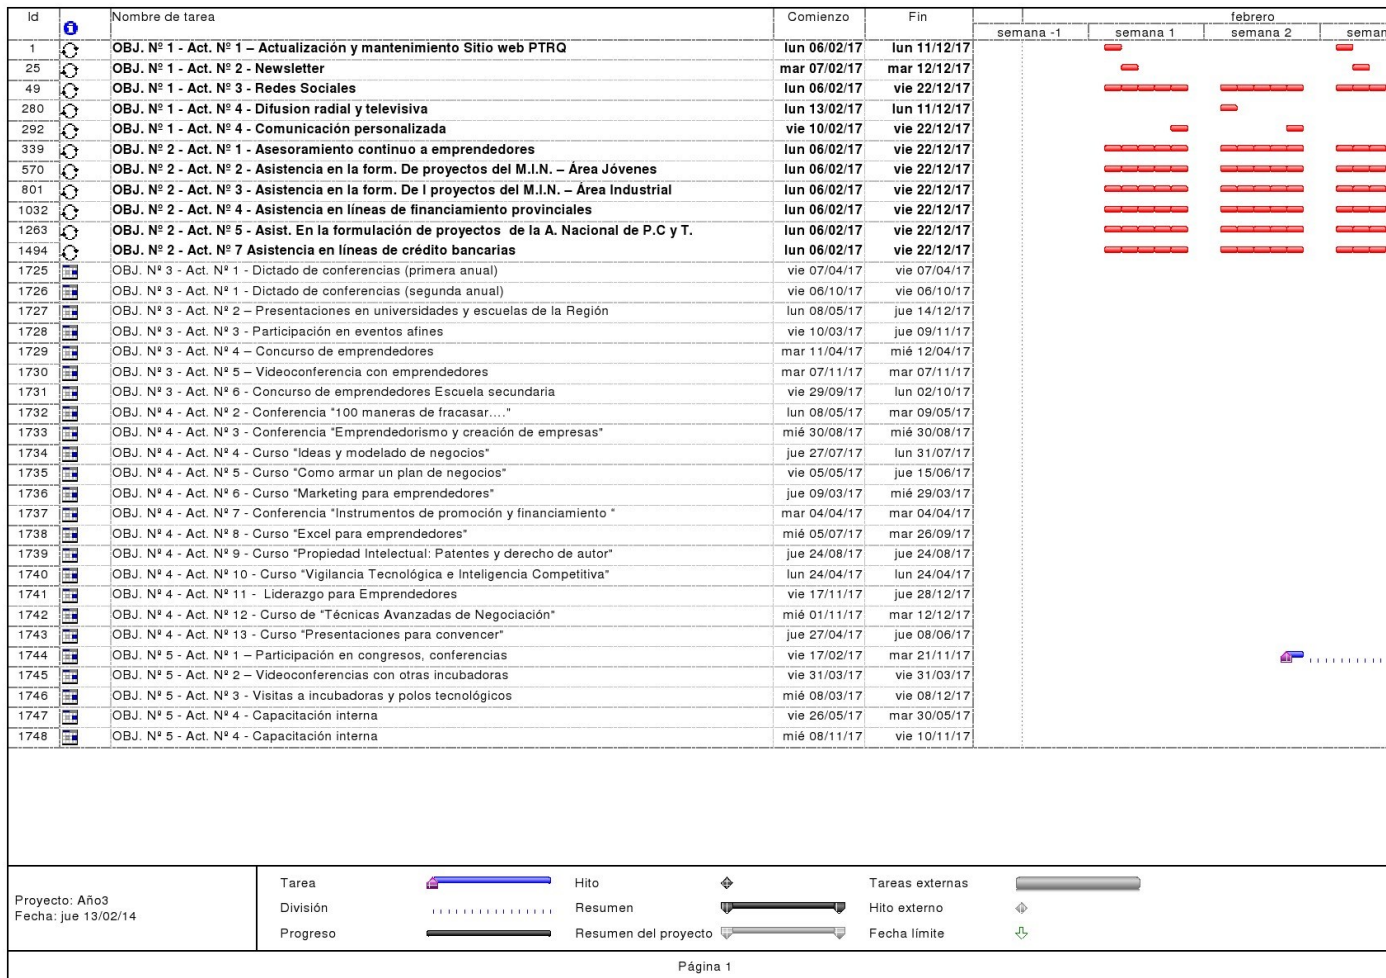 Id Nombre de tarea Comienzo Fin febrero
semana -1 semana 1 semana 2 seman
1 OBJ. Nº 1 - Act. Nº 1 – Actualización y mantenimiento Sitio web PTRQ lun 06/02/17 lun 11/12/17
25 OBJ. Nº 1 - Act. Nº 2 - Newsletter mar 07/02/17 mar 12/12/17
49 OBJ. Nº 1 - Act. Nº 3 - Redes Sociales lun 06/02/17 vie 22/12/17
280 OBJ. Nº 1 - Act. Nº 4 - Difusion radial y televisiva lun 13/02/17 lun 11/12/17
292 OBJ. Nº 1 - Act. Nº 4 - Comunicación personalizada vie 10/02/17 vie 22/12/17
339 OBJ. Nº 2 - Act. Nº 1 - Asesoramiento continuo a emprendedores lun 06/02/17 vie 22/12/17
570 OBJ. Nº 2 - Act. Nº 2 - Asistencia en la form. De proyectos del M.I.N. – Área Jóvenes lun 06/02/17 vie 22/12/17
801 OBJ. Nº 2 - Act. Nº 3 - Asistencia en la form. De l proyectos del M.I.N. – Área Industrial lun 06/02/17 vie 22/12/17
1032 OBJ. Nº 2 - Act. Nº 4 - Asistencia en líneas de financiamiento provinciales lun 06/02/17 vie 22/12/17
1263 OBJ. Nº 2 - Act. Nº 5 - Asist. En la formulación de proyectos de la A. Nacional de P.C y T. lun 06/02/17 vie 22/12/17
1494 OBJ. Nº 2 - Act. Nº 7 Asistencia en líneas de crédito bancarias lun 06/02/17 vie 22/12/17
1725 OBJ. Nº 3 - Act. Nº 1 - Dictado de conferencias (primera anual) vie 07/04/17 vie 07/04/17
1726 OBJ. Nº 3 - Act. Nº 1 - Dictado de conferencias (segunda anual) vie 06/10/17 vie 06/10/17
1727 OBJ. Nº 3 - Act. Nº 2 – Presentaciones en universidades y escuelas de la Región lun 08/05/17 jue 14/12/17
1728 OBJ. Nº 3 - Act. Nº 3 - Participación en eventos afines vie 10/03/17 jue 09/11/17
1729 OBJ. Nº 3 - Act. Nº 4 – Concurso de emprendedores mar 11/04/17 mié 12/04/17
1730 OBJ. Nº 3 - Act. Nº 5 – Videoconferencia con emprendedores mar 07/11/17 mar 07/11/17
1731 OBJ. Nº 3 - Act. Nº 6 - Concurso de emprendedores Escuela secundaria vie 29/09/17 lun 02/10/17
1732 OBJ. Nº 4 - Act. Nº 2 - Conferencia "100 maneras de fracasar...." lun 08/05/17 mar 09/05/17
1733 OBJ. Nº 4 - Act. Nº 3 - Conferencia "Emprendedorismo y creación de empresas" mié 30/08/17 mié 30/08/17
1734 OBJ. Nº 4 - Act. Nº 4 - Curso "Ideas y modelado de negocios" jue 27/07/17 lun 31/07/17
1735 OBJ. Nº 4 - Act. Nº 5 - Curso "Como armar un plan de negocios" vie 05/05/17 jue 15/06/17
1736 OBJ. Nº 4 - Act. Nº 6 - Curso "Marketing para emprendedores" jue 09/03/17 mié 29/03/17
1737 OBJ. Nº 4 - Act. Nº 7 - Conferencia "Instrumentos de promoción y financiamiento " mar 04/04/17 mar 04/04/17
1738 OBJ. Nº 4 - Act. Nº 8 - Curso "Excel para emprendedores" mié 05/07/17 mar 26/09/17
1739 OBJ. Nº 4 - Act. Nº 9 - Curso "Propiedad Intelectual: Patentes y derecho de autor" jue 24/08/17 jue 24/08/17
1740 OBJ. Nº 4 - Act. Nº 10 - Curso "Vigilancia Tecnológica e Inteligencia Competitiva" lun 24/04/17 lun 24/04/17
1741 OBJ. Nº 4 - Act. Nº 11 - Liderazgo para Emprendedores vie 17/11/17 jue 28/12/17
1742 OBJ. Nº 4 - Act. Nº 12 - Curso de "Técnicas Avanzadas de Negociación" mié 01/11/17 mar 12/12/17
1743 OBJ. Nº 4 - Act. Nº 13 - Curso "Presentaciones para convencer" jue 27/04/17 jue 08/06/17
1744 OBJ. Nº 5 - Act. Nº 1 – Participación en congresos, conferencias vie 17/02/17 mar 21/11/17
1745 OBJ. Nº 5 - Act. Nº 2 – Videoconferencias con otras incubadoras vie 31/03/17 vie 31/03/17
1746 OBJ. Nº 5 - Act. Nº 3 - Visitas a incubadoras y polos tecnológicos mié 08/03/17 vie 08/12/17
1747 OBJ. Nº 5 - Act. Nº 4 - Capacitación interna vie 26/05/17 mar 30/05/17
1748 OBJ. Nº 5 - Act. Nº 4 - Capacitación interna mié 08/11/17 vie 10/11/17
Proyecto: Año3
Fecha: jue 13/02/14
Tarea Hito Tareas externas
División Resumen Hito externo
Progreso Resumen del proyecto Fecha límite
Página 1